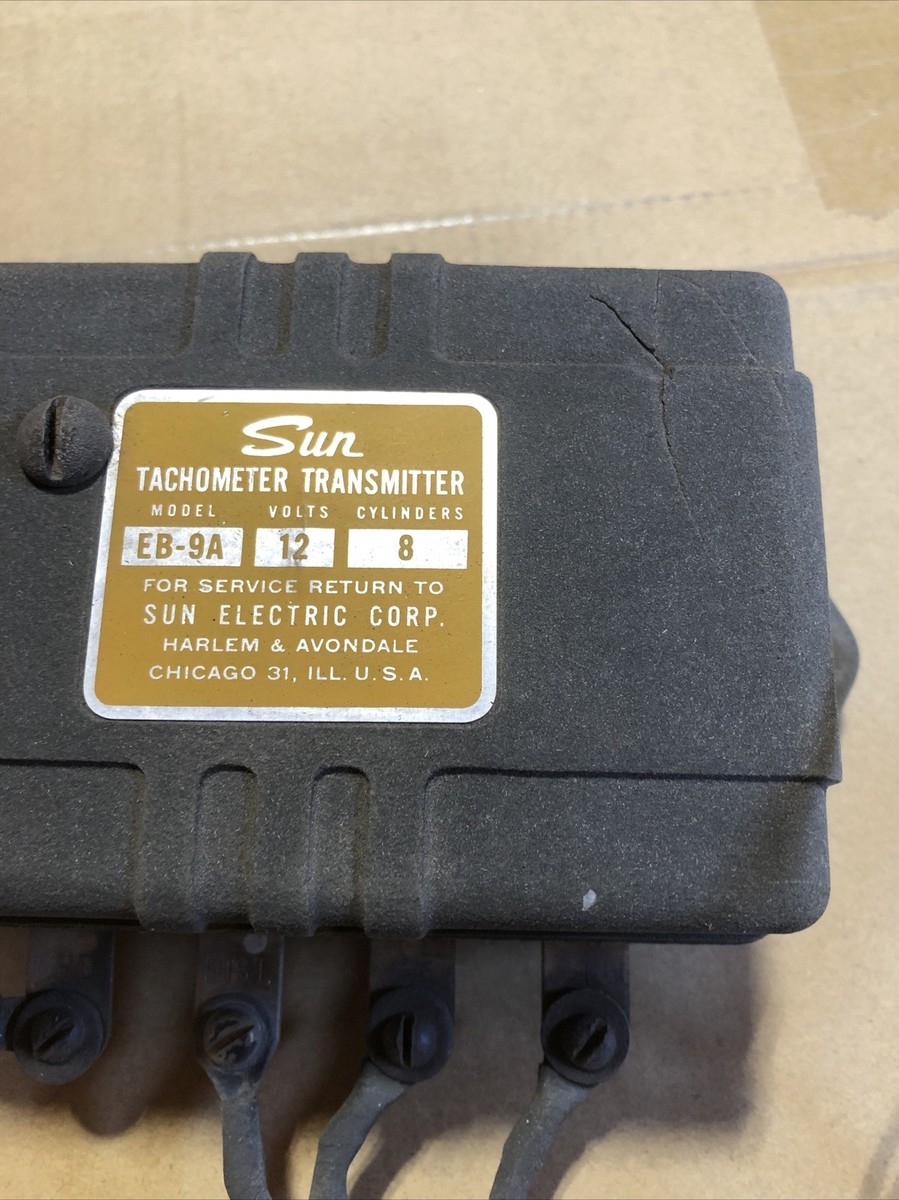 Sun
TACHOMETER TRANSMITTER
MODEL VOLTS CYLINDERS
EB-9A 12 8
FOR SERVICE RETURN TO
SUN ELECTRIC CORP.
HARLEM & AVONDALE
CHICAGO 31, ILL. U.S.A.